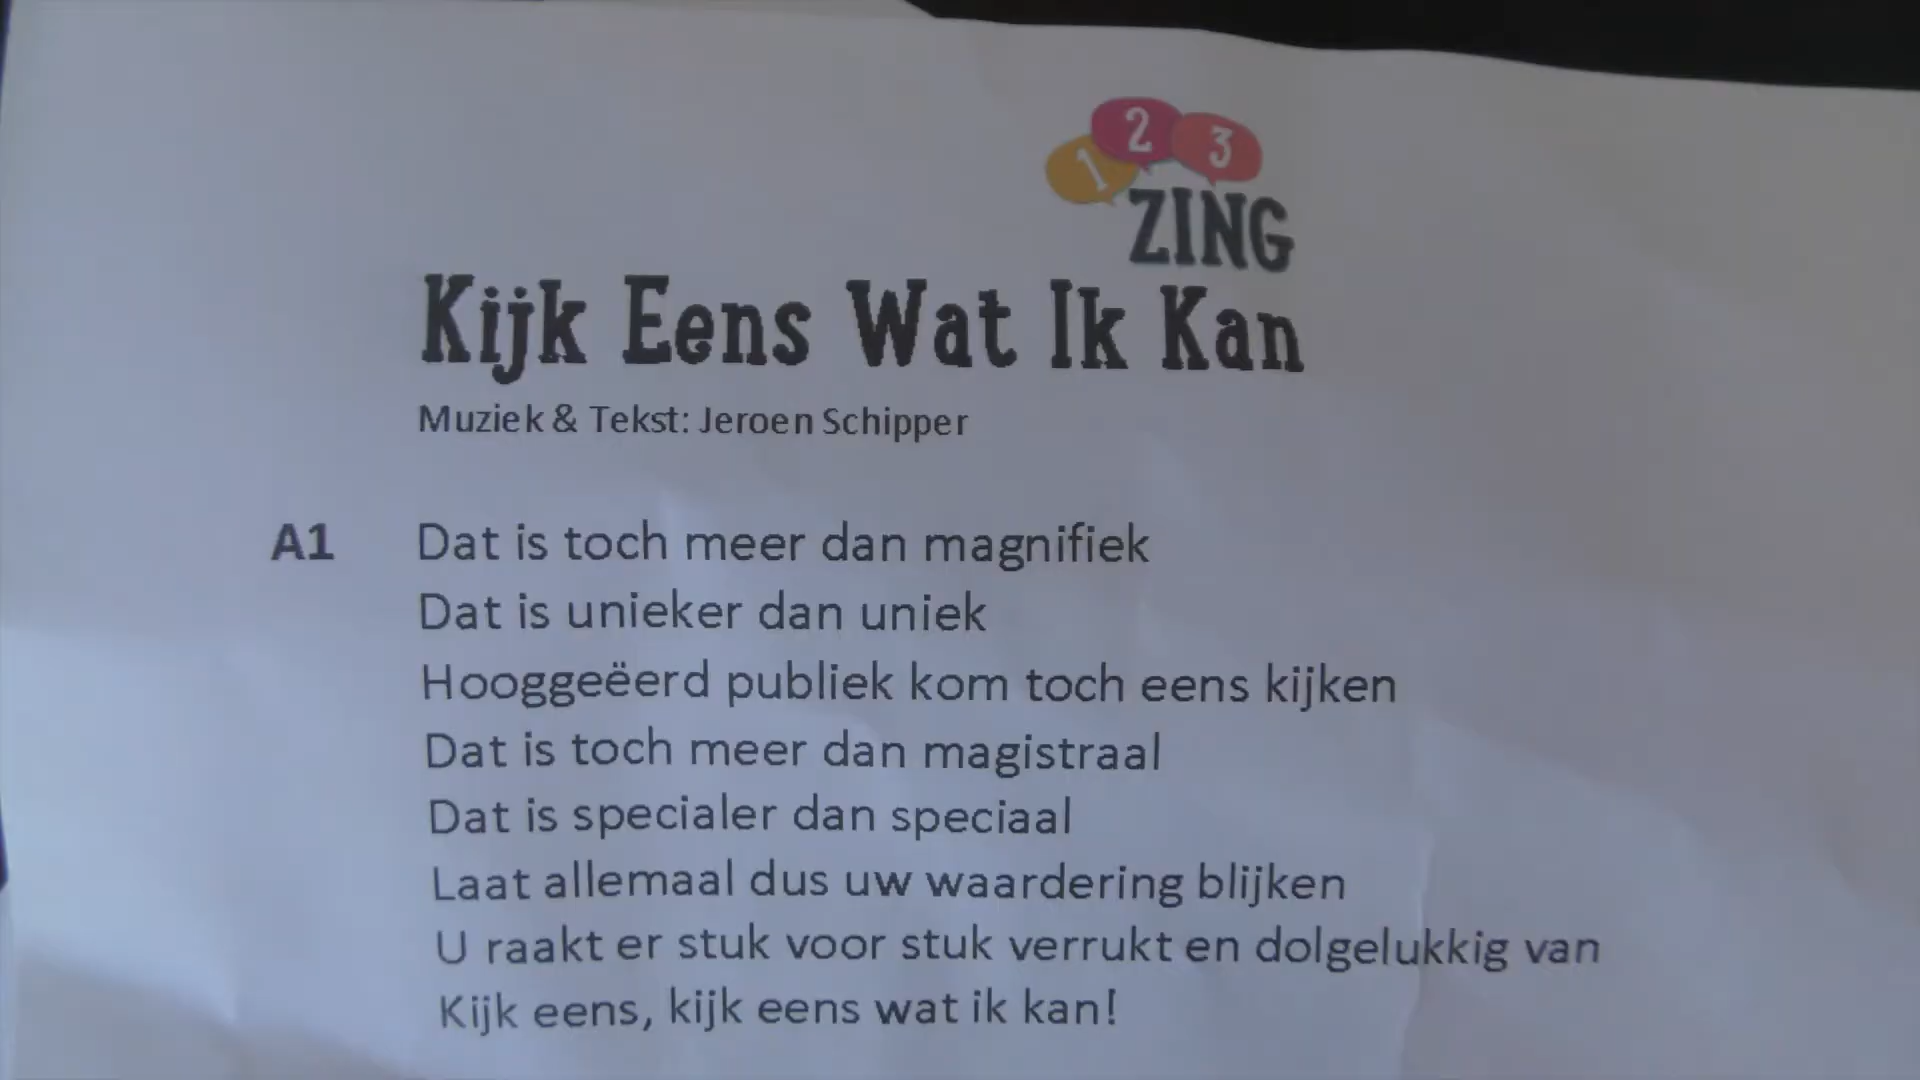 1 2 3
ZING
Kijk Eens Wat Ik Kan
Muziek & Tekst: Jeroen Schipper
A1 Dat is toch meer dan magnifiek
Dat is unieker dan uniek
Hooggeëerd publiek kom toch eens kijken
Dat is toch meer dan magistraal
Dat is specialer dan speciaal
Laat allemaal dus uw waardering blijken
U raakt er stuk voor stuk verrukt en dolgelukkig van
Kijk eens, kijk eens wat ik kan!